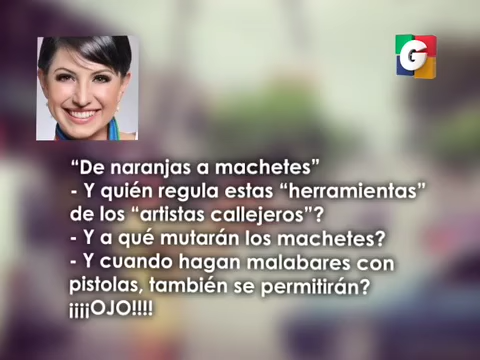 G
“De naranjas a machetes”
- Y quién regula estas “herramientas”
de los “artistas callejeros”?
- Y a qué mutarán los machetes?
- Y cuando hagan malabares con
pistolas, también se permitirán?
¡¡¡¡OJO!!!!